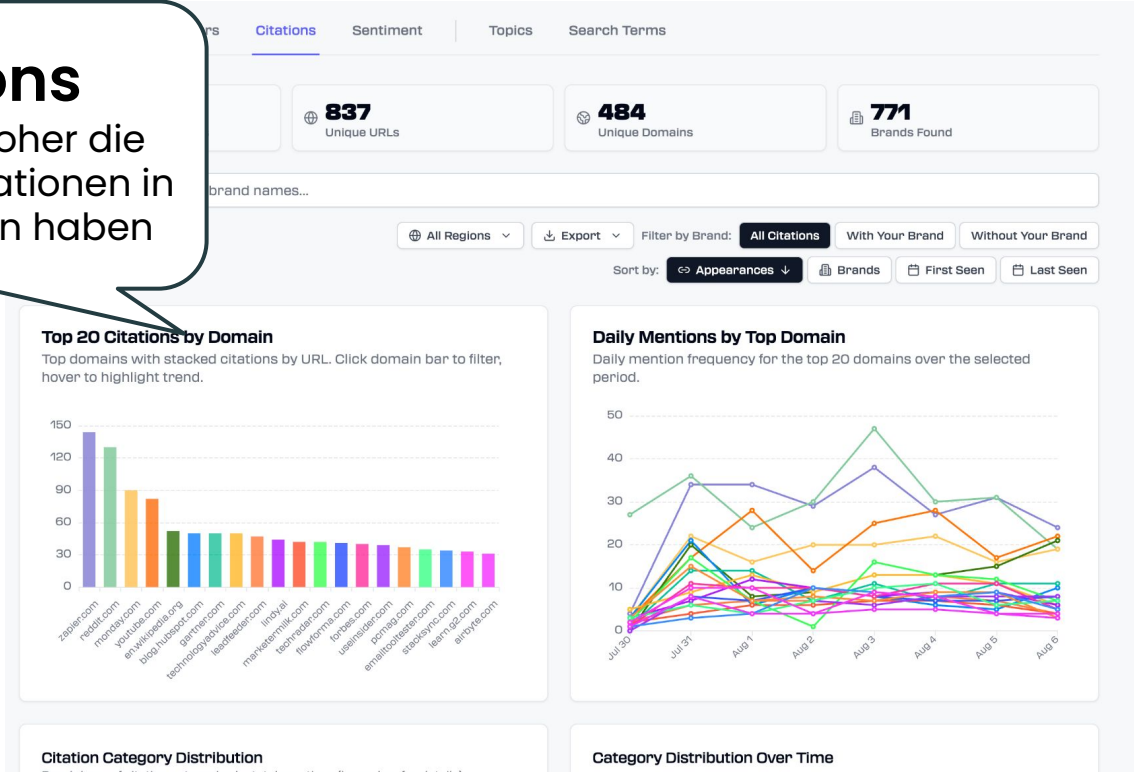 Citations
Sentiment
Topics
Search Terms
837
Unique URLs
484
Unique Domains
771
Brands Found
brand names...
All Regions
Export
Filter by Brand:
All Citations
With Your Brand
Without Your Brand
Sort by:
Appearances
Brands
First Seen
Last Seen
ons
oher die
ationen in
n haben
Top 20 Citations by Domain
Top domains with stacked citations by URL. Click domain bar to filter,
hover to highlight trend.
150
120
90
60
30
0
zapier.com
reddit.com
monday.com
youtube.com
en.wikipedia.org
blog.hubspot.com
gartner.com
technologyadvice.com
leadfeeder.com
lindy.ai
marketermilk.com
techrader.com
flowforma.com
forbes.com
useinsider.com
pcmag.com
emailtooltester.com
stacksync.com
learn.g2.com
airbyte.com
Daily Mentions by Top Domain
Daily mention frequency for the top 20 domains over the selected
period.
50
40
30
20
10
0
Jul 30
Jul 31
Aug 1
Aug 2
Aug 3
Aug 4
Aug 5
Aug 6
Citation Category Distribution
Category Distribution Over Time